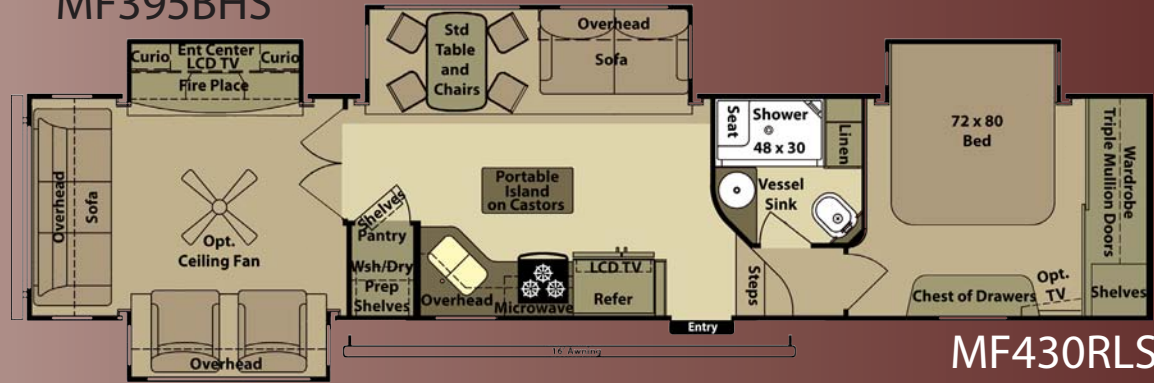 MF395BHS
Curio
Ent Center
LCD TV
Curio
Fire Place
Std
Table
and
Chairs
Overhead
Sofa
Overhead
Sofa
Opt.
Ceiling Fan
Overhead
Shelves
Pantry
Wsh/Dry
Prep
Shelves
Portable
Island
on Castors
Overhead
Microwave
LCD TV
Refer
Seat
Shower
48 x 30
Linen
Vessel
Sink
Steps
Entry
16' Awning
72 x 80
Bed
Wardrobe
Triple Mullion Doors
Chest of Drawers
Opt.
TV
Shelves
MF430RLS